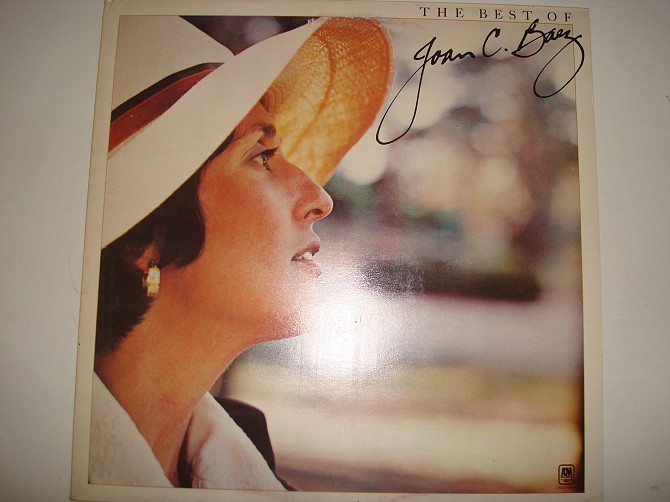 THE BEST OF
Joan C. Baez
A&M